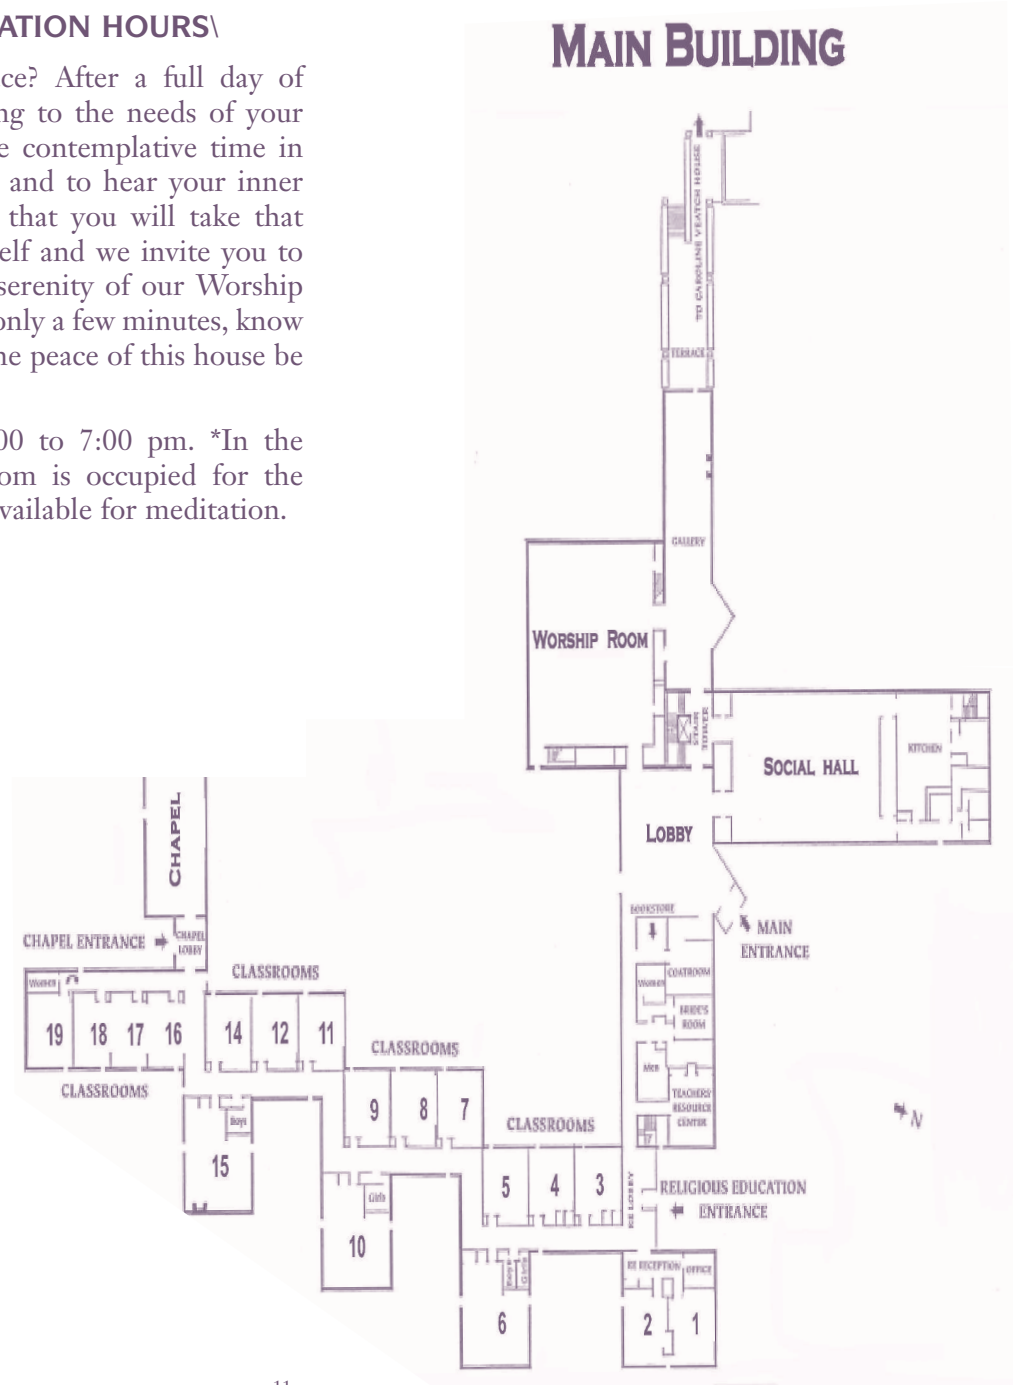 ATION HOURS\
ce? After a full day of
ng to the needs of your
e contemplative time in
and to hear your inner
that you will take that
elf and we invite you to
serenity of our Worship
only a few minutes, know
he peace of this house be
00 to 7:00 pm. *In the
om is occupied for the
vailable for meditation.
MAIN BUILDING
TO CAROLINE VEATCH HOUSE
TERRACE
GALLERY
WORSHIP ROOM
STAIR
TOWER
SOCIAL HALL
KITCHEN
LOBBY
CHAPEL
BOOKSTORE
MAIN
ENTRANCE
CHAPEL ENTRANCE
CHAPEL
LOBBY
CLASSROOMS
Women
COATROOM
Women
BRIDE'S
ROOM
19
18
17
16
14
12
11
CLASSROOMS
CLASSROOMS
Men
TEACHERS'
RESOURCE
CENTER
N
9
8
7
Boys
15
CLASSROOMS
5
4
3
RE LOBBY
RELIGIOUS EDUCATION
ENTRANCE
Girls
10
RE RECEPTION
OFFICE
Boys
Girls
6
2
1